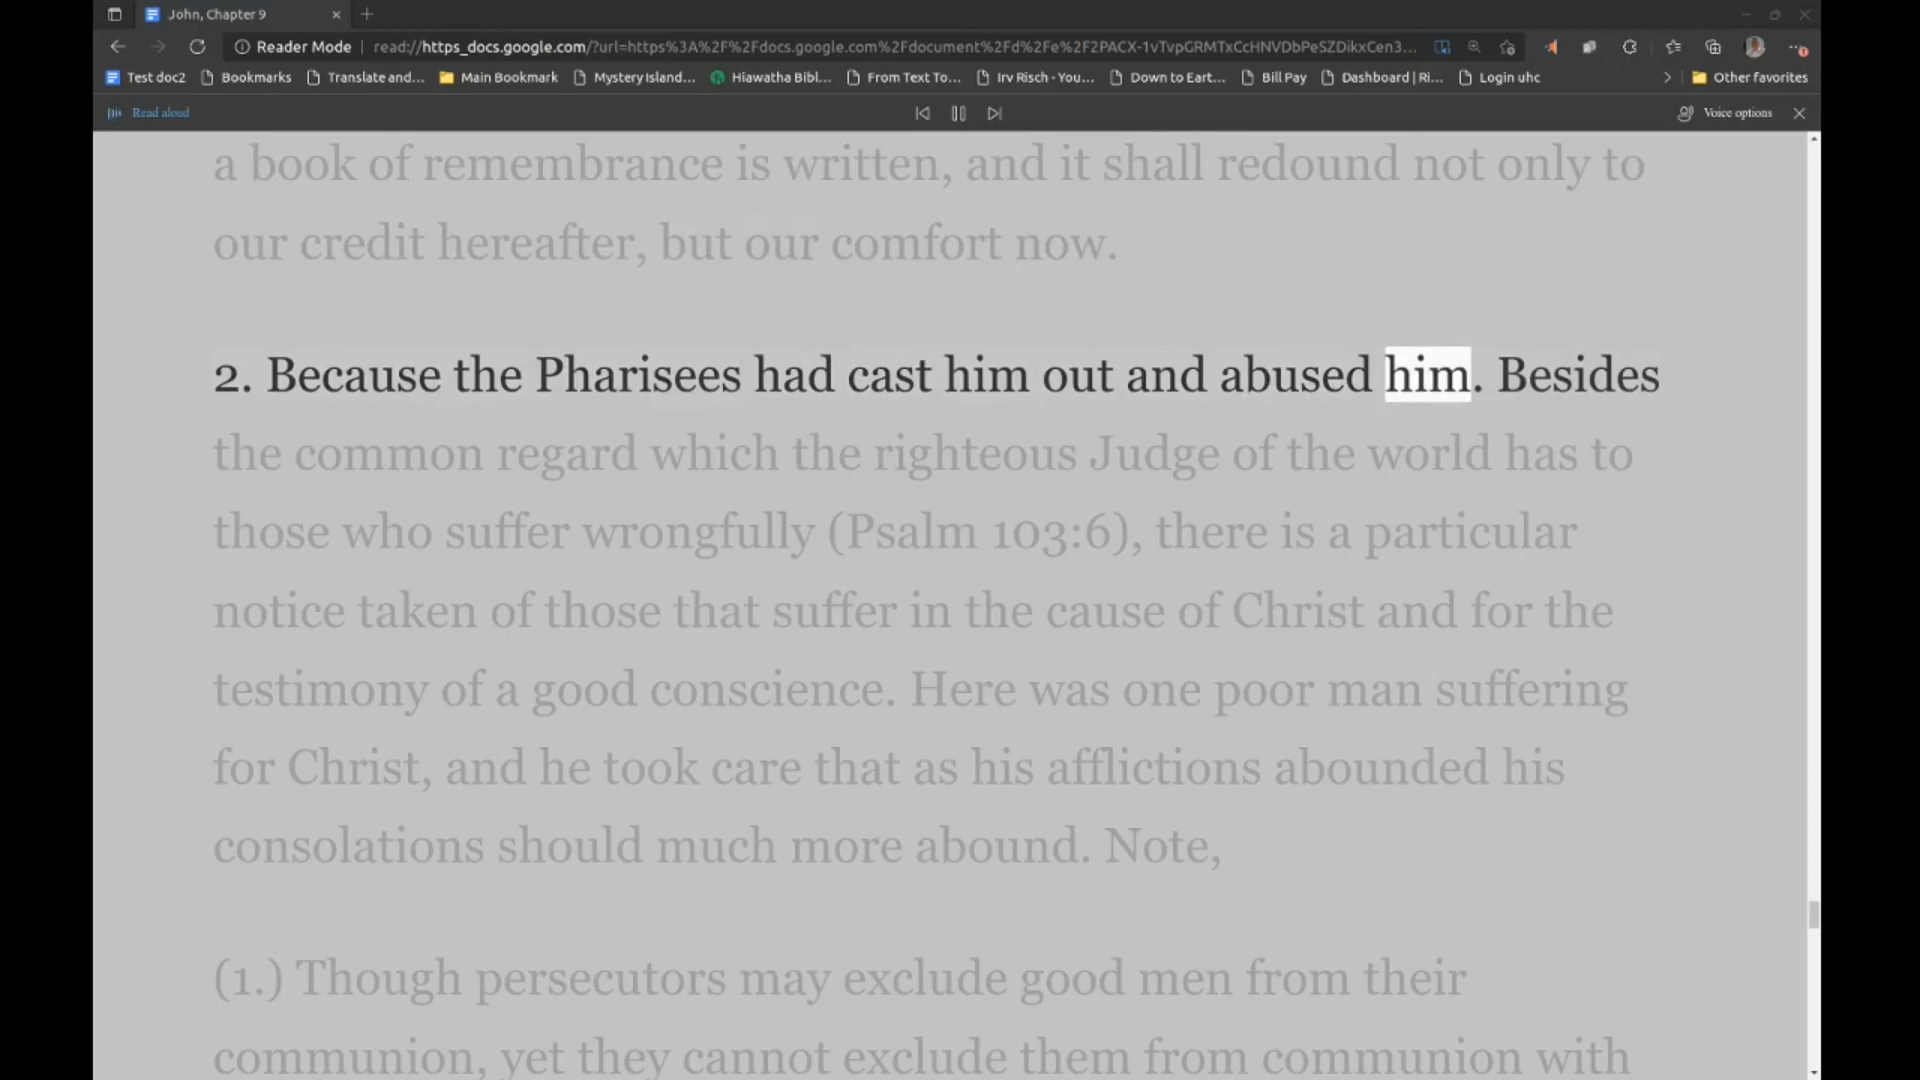 John, Chapter 9
Reader Mode read://https_docs.google.com/?url=https%3A%2F%2Fdocs.google.com%2Fdocument%2Fd%2Fe%2F2PACX-1vTvpGRMTxCcHNVDbPeSZDikxCen3...
Test doc2 Bookmarks Translate and... Main Bookmark Mystery Island... Hiawatha Bibl... From Text To... Irv Risch - You... Down to Eart... Bill Pay Dashboard | Ri... Login uhc Other favorites
Read aloud Voice options
a book of remembrance is written, and it shall redound not only to
our credit hereafter, but our comfort now.
2. Because the Pharisees had cast him out and abused him. Besides
the common regard which the righteous Judge of the world has to
those who suffer wrongfully (Psalm 103:6), there is a particular
notice taken of those that suffer in the cause of Christ and for the
testimony of a good conscience. Here was one poor man suffering
for Christ, and he took care that as his afflictions abounded his
consolations should much more abound. Note,
(1.) Though persecutors may exclude good men from their
communion, yet they cannot exclude them from communion with